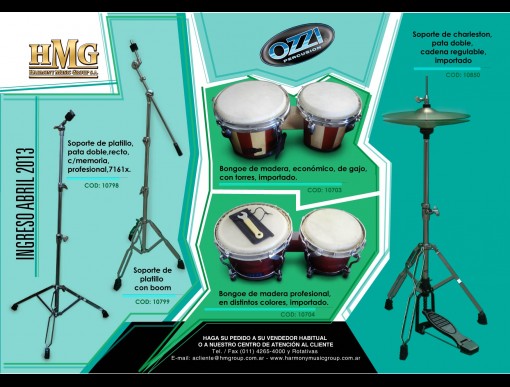 HMG
HARMONY MUSIC GROUP S.A.
INGRESO ABRIL 2013
Soporte de platillo,
pata doble,recto,
c/memoria,
profesional,7161x.
COD: 10798
Soporte de
platillo
con boom
COD: 10799
OZZI
PERCUSION
Bongoe de madera, económico, de gajo,
con torres, importado.
COD: 10703
Bongoe de madera profesional,
en distintos colores, importado.
COD: 10704
Soporte de charleston,
pata doble,
cadena regulable,
importado
COD: 10800
HAGA SU PEDIDO A SU VENDEDOR HABITUAL
O A NUESTRO CENTRO DE ATENCIÓN AL CLIENTE
Tel. / Fax (011) 4265-4000 y Rotativas
E-mail: acliente@hmgroup.com.ar - www.harmonymusicgroup.com.ar